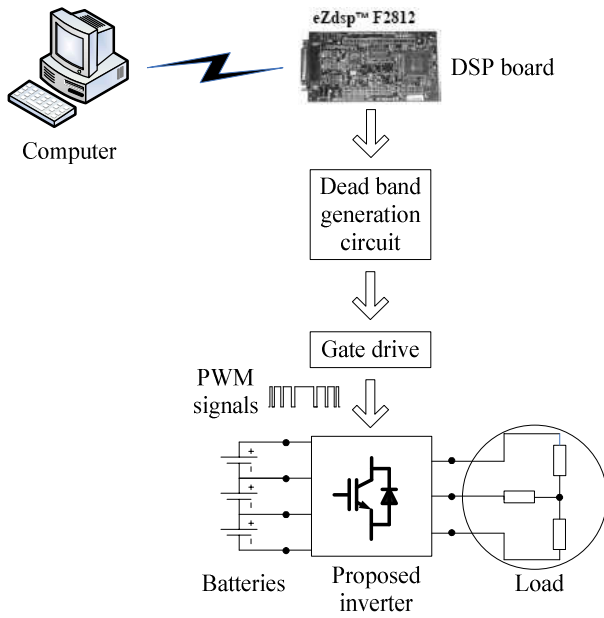 eZdsp™ F2812
DSP board
Computer
Dead band
generation
circuit
Gate drive
PWM
signals
+
+
+
Batteries
Proposed
inverter
Load